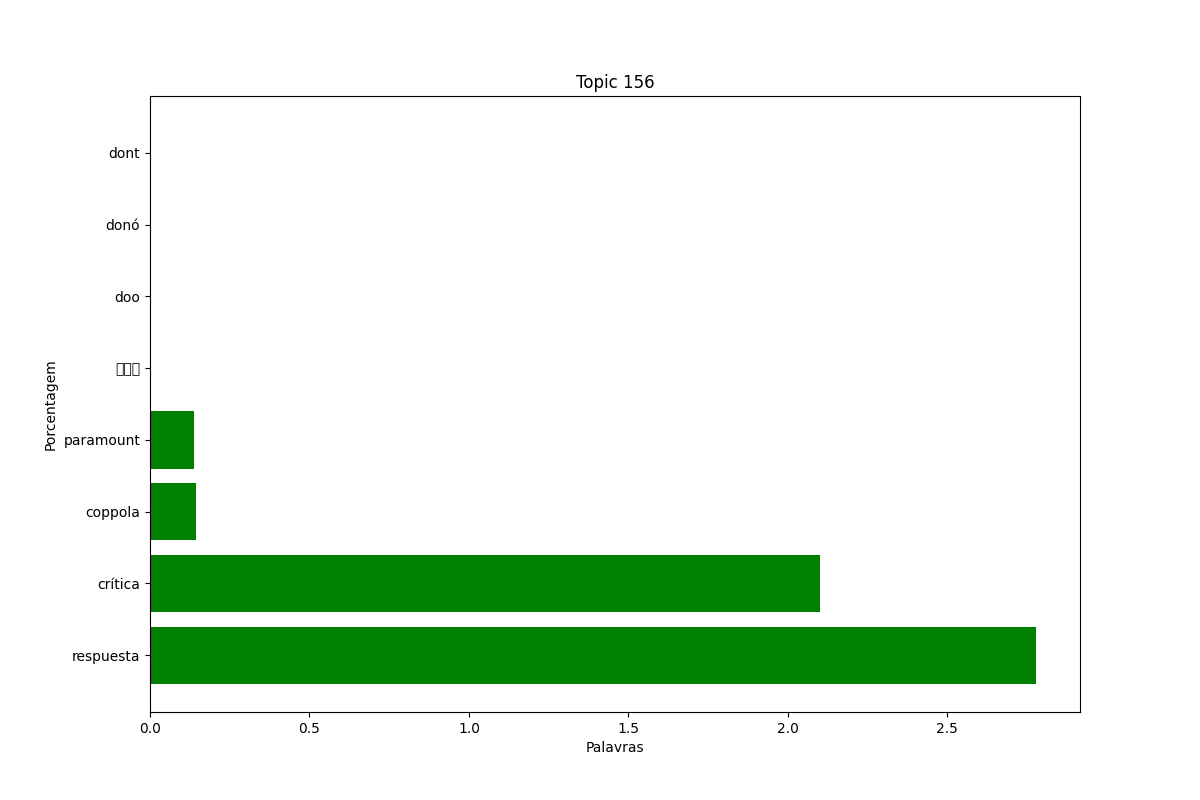 Topic 156
dont
donó
doo
paramount
coppola
crítica
respuesta
Porcentagem
0.0 0.5 1.0 1.5 2.0 2.5
Palavras